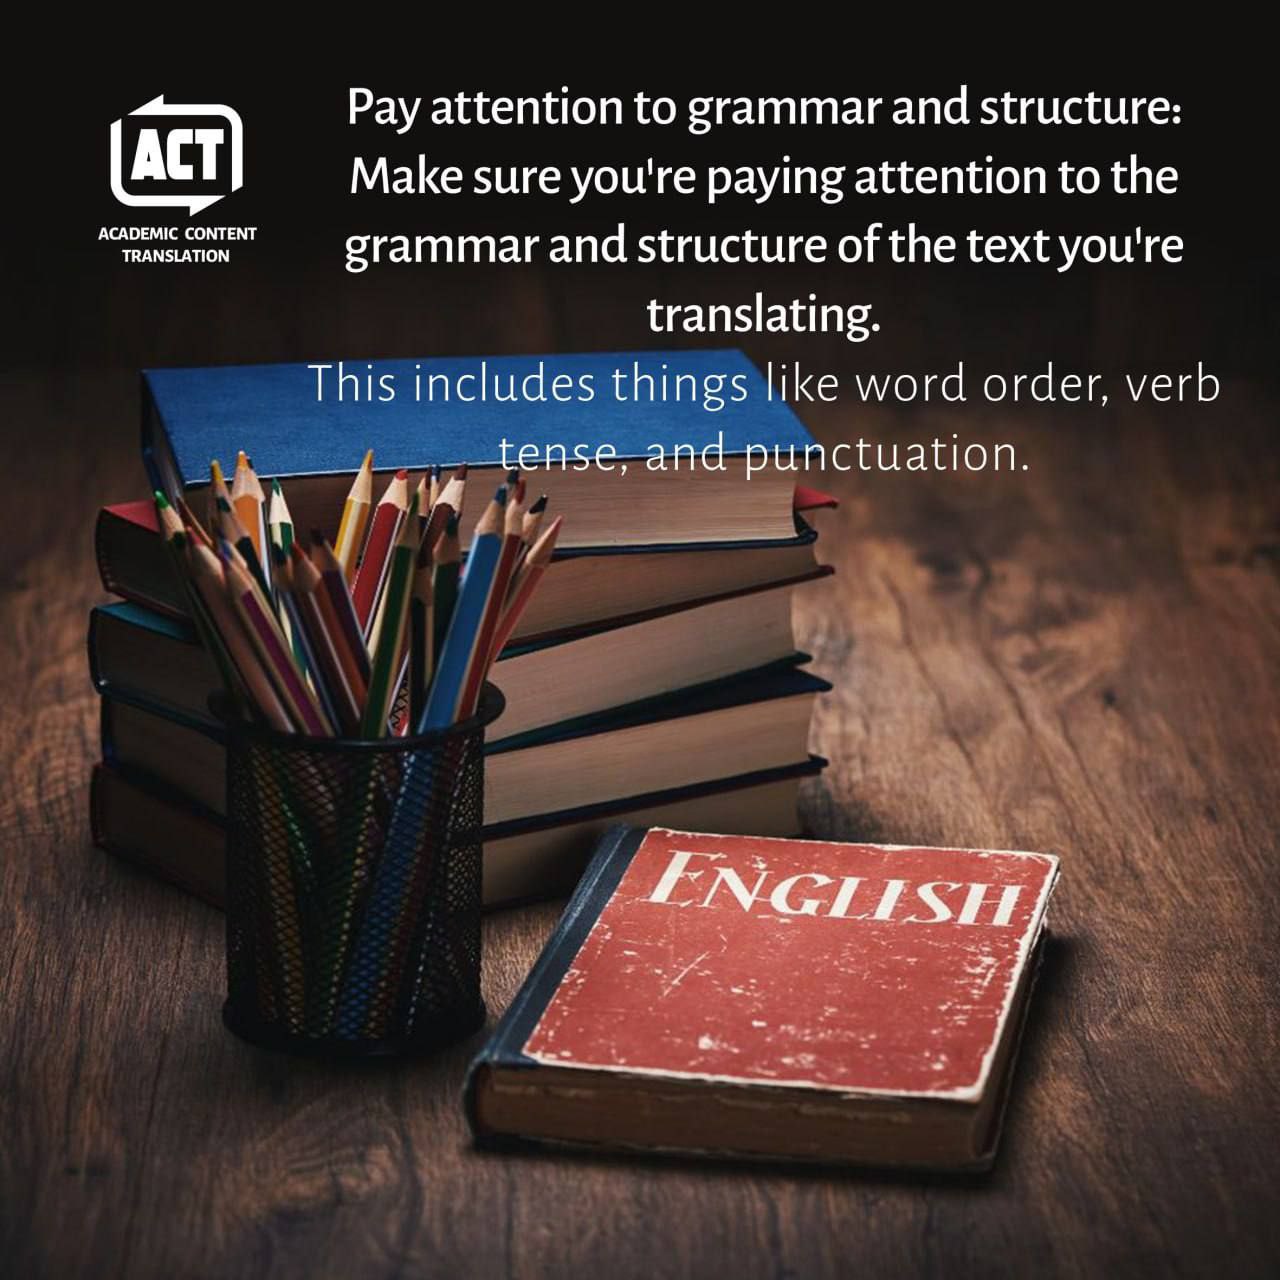 ACT
ACADEMIC CONTENT
TRANSLATION
Pay attention to grammar and structure:
Make sure you're paying attention to the
grammar and structure of the text you're
translating.
This includes things like word order, verb
tense, and punctuation.
ENGLISH